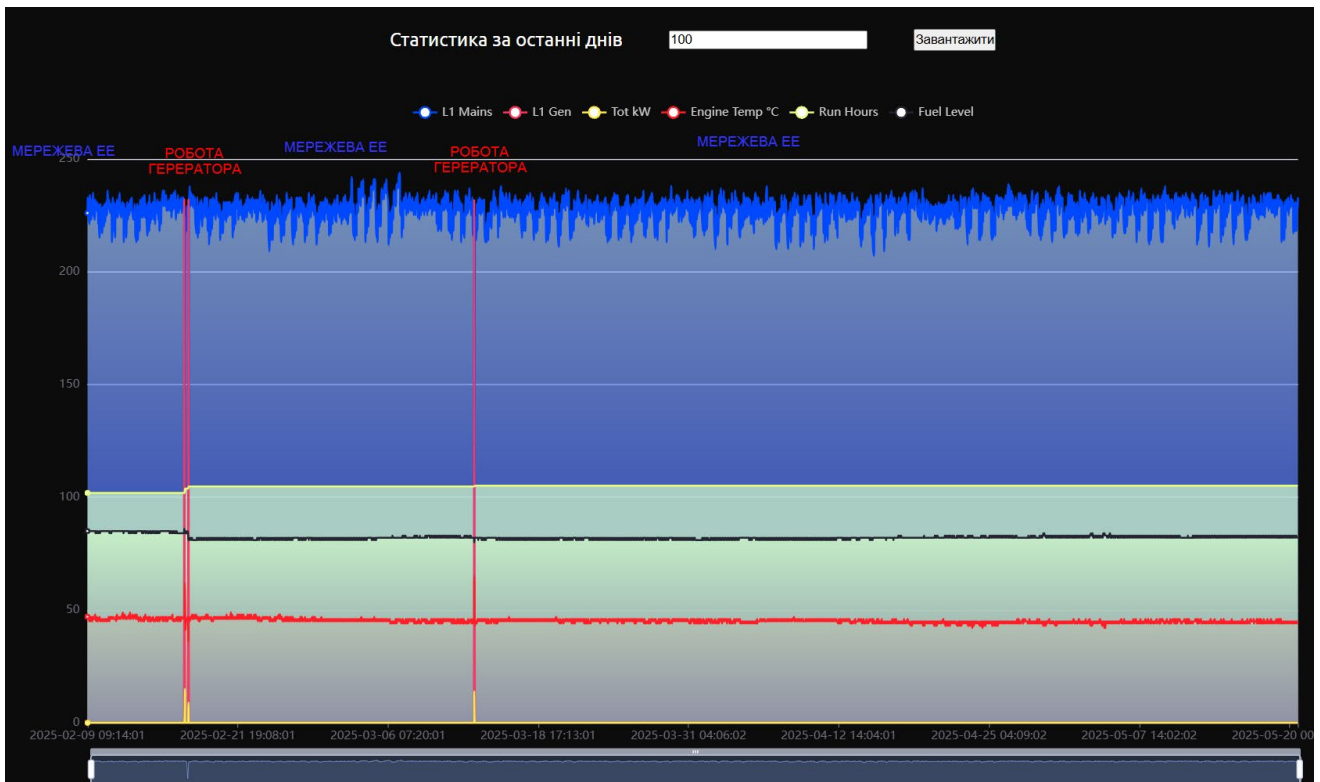 Статистика за останні днів 100 Завантажити
L1 Mains L1 Gen Tot kW Engine Temp °C Run Hours Fuel Level
МЕРЕЖЕВА ЕЕ
РОБОТА
ГЕРЕРАТОРА
МЕРЕЖЕВА ЕЕ
РОБОТА
ГЕРЕРАТОРА
МЕРЕЖЕВА ЕЕ
250
200
150
100
50
0
2025-02-09 09:14:01 2025-02-21 19:08:01 2025-03-06 07:20:01 2025-03-18 17:13:01 2025-03-31 04:06:02 2025-04-12 14:04:01 2025-04-25 04:09:02 2025-05-07 14:02:02 2025-05-20 00